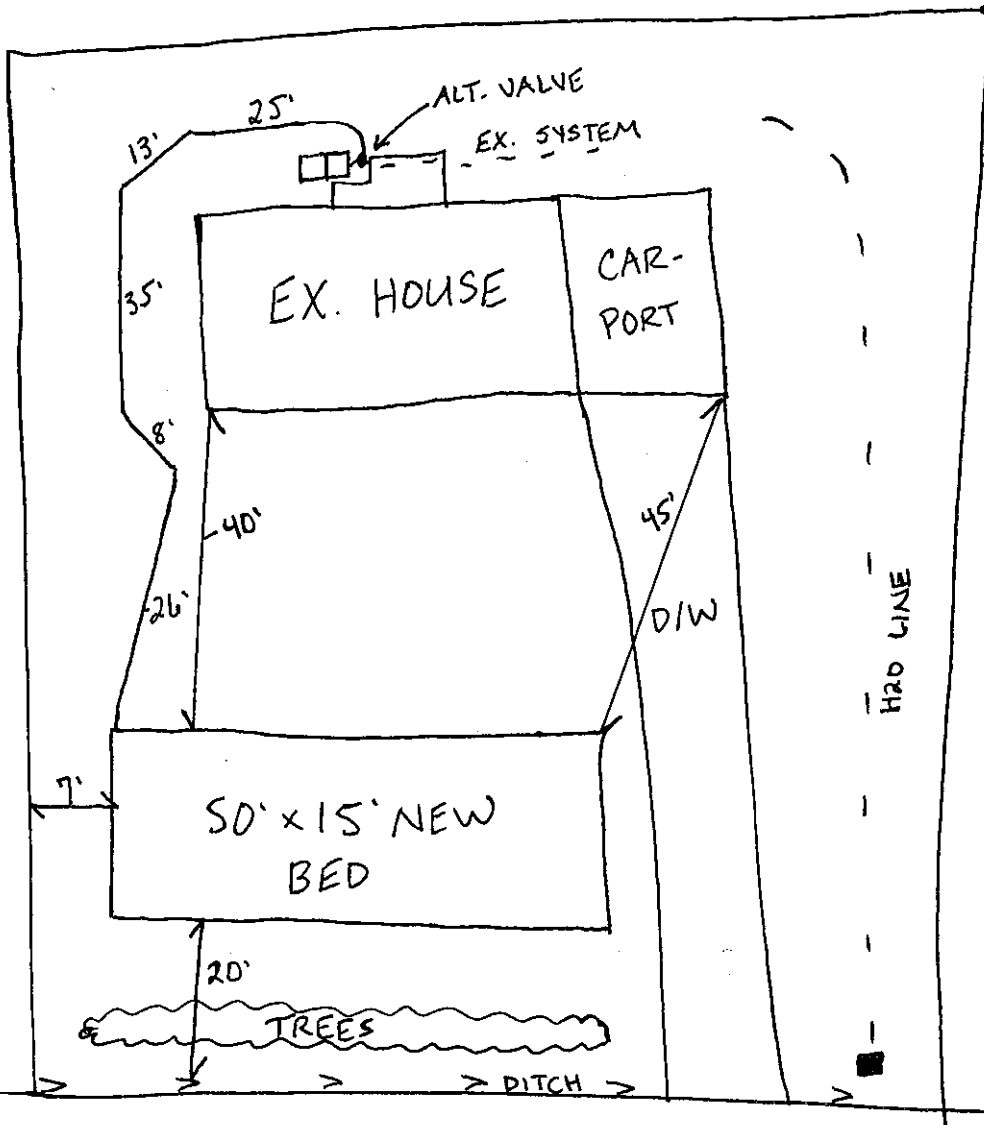 25'
ALT. VALVE
13'
EX. SYSTEM
EX. HOUSE
CAR-
PORT
35'
8'
40'
45'
26'
D/W
H20 LINE
7'
50' x 15' NEW
BED
20'
TREES
DITCH